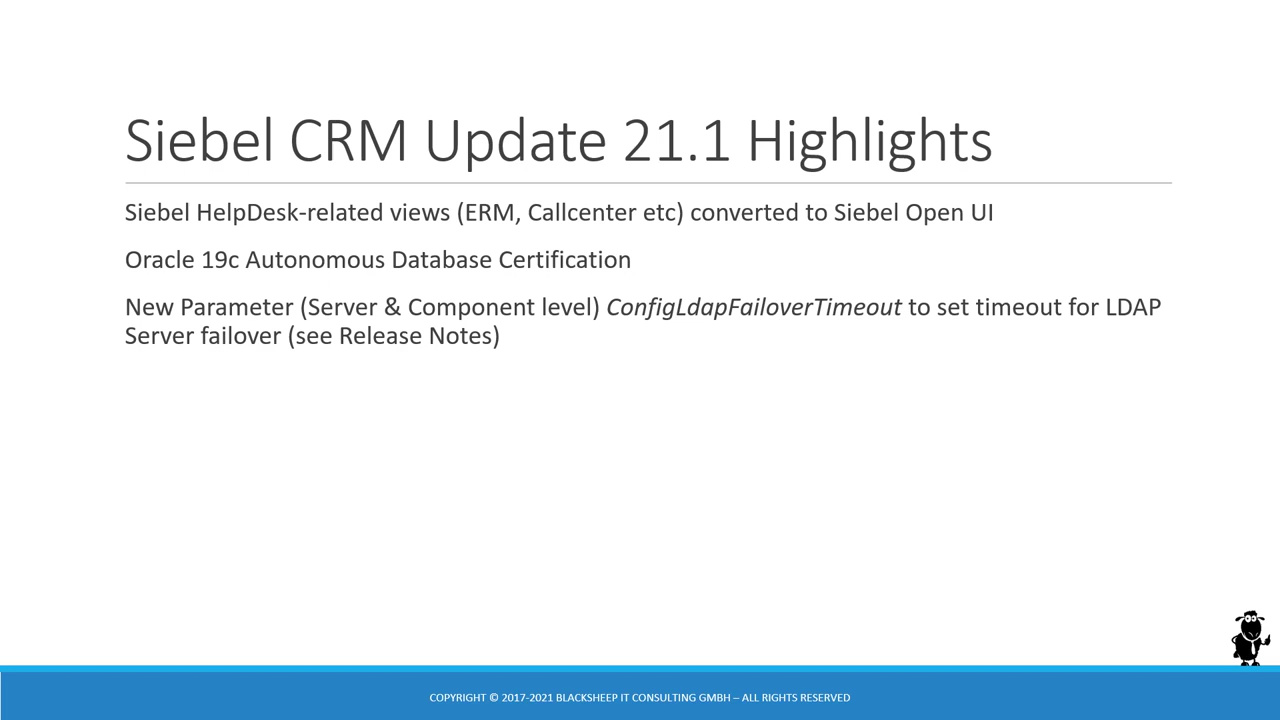 Siebel CRM Update 21.1 Highlights
Siebel HelpDesk-related views (ERM, Callcenter etc) converted to Siebel Open UI
Oracle 19c Autonomous Database Certification
New Parameter (Server & Component level) ConfigLdapFailoverTimeout to set timeout for LDAP
Server failover (see Release Notes)
COPYRIGHT © 2017-2021 BLACKSHEEP IT CONSULTING GMBH – ALL RIGHTS RESERVED